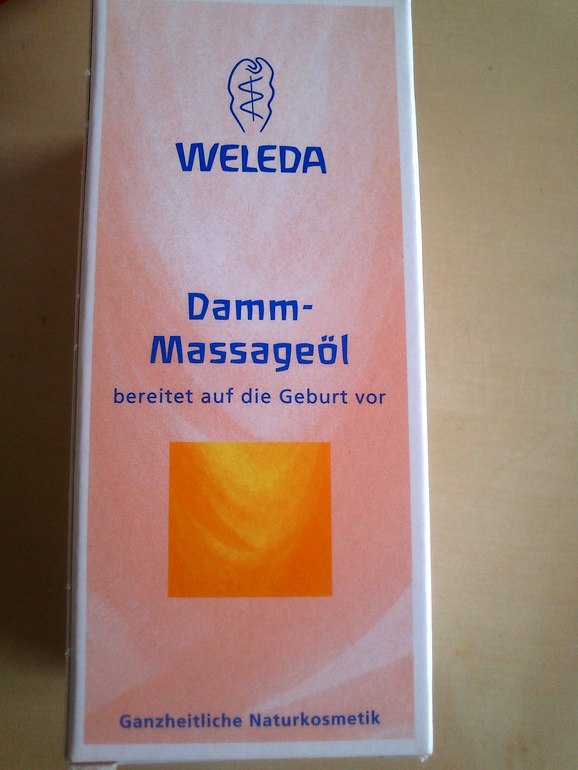 WELEDA
Damm-
Massageöl
bereitet auf die Geburt vor
Ganzheitliche Naturkosmetik